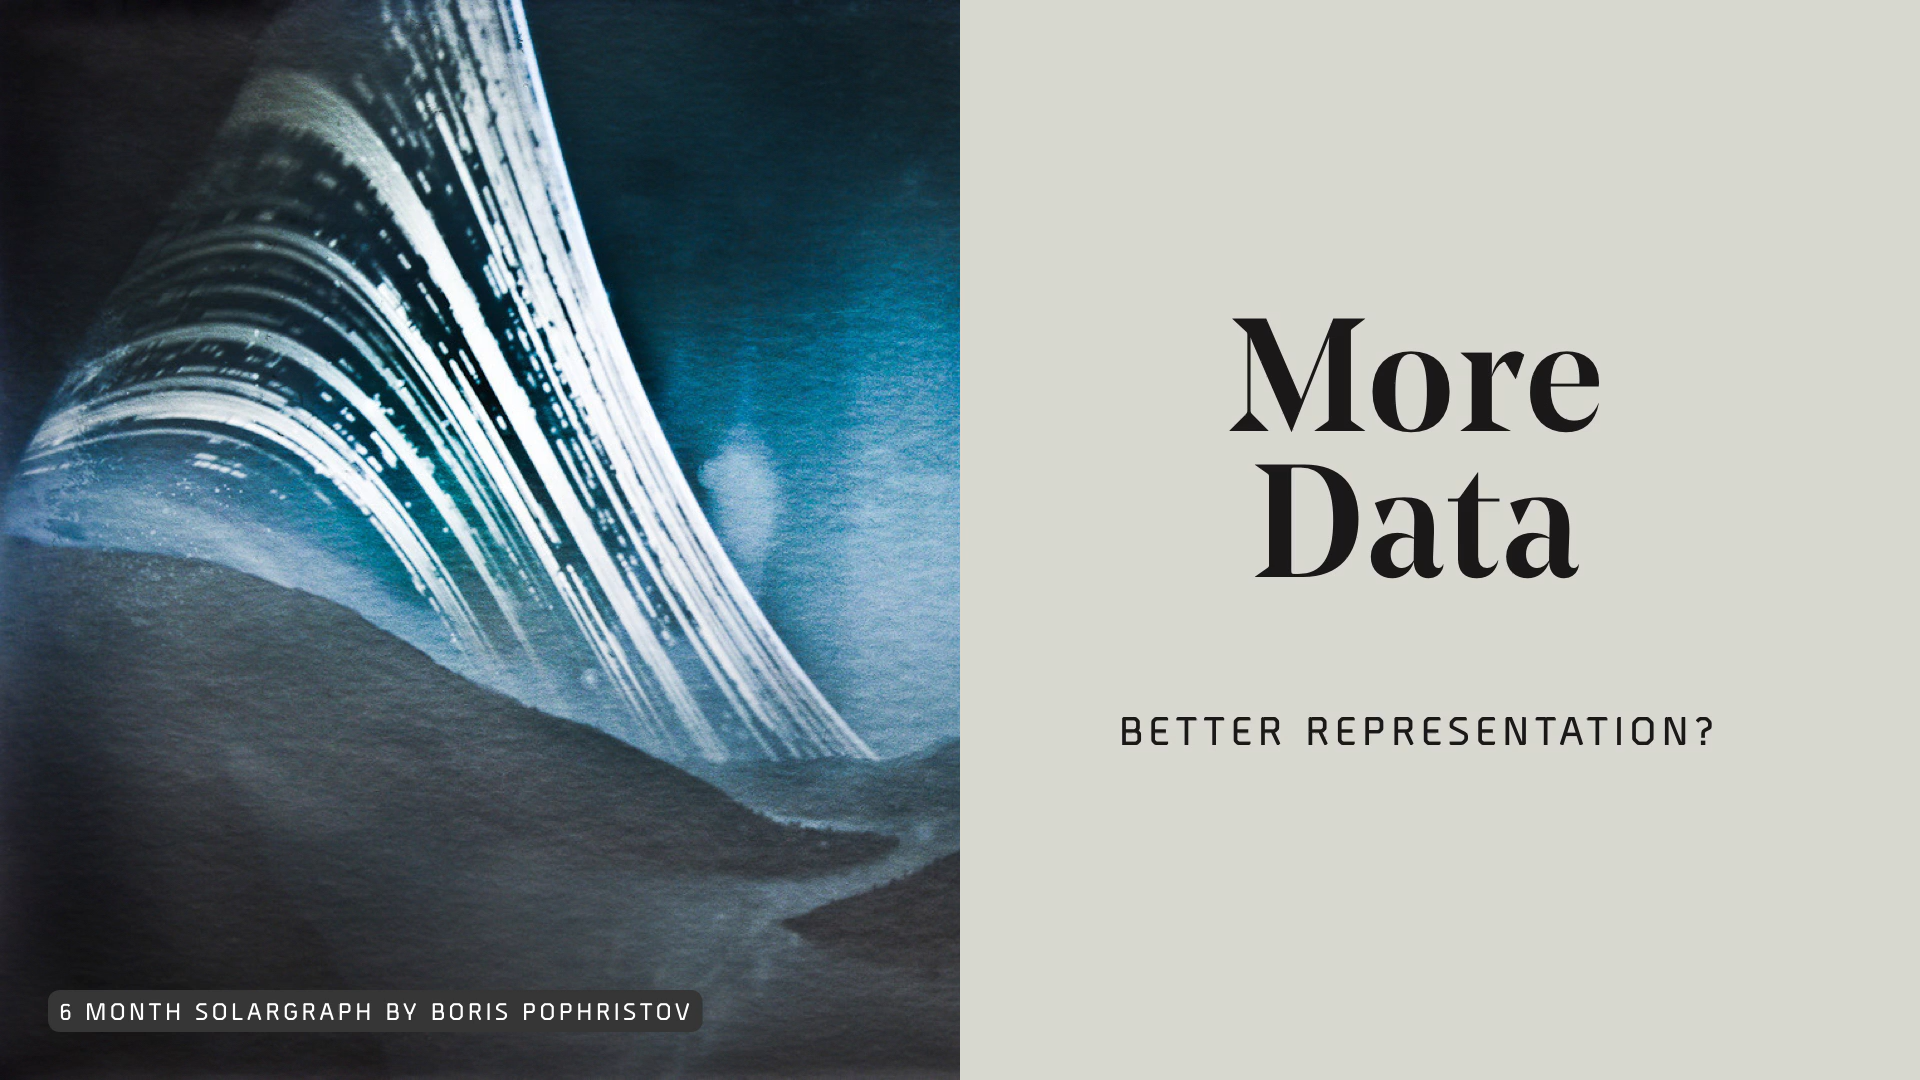 More
Data
BETTER REPRESENTATION?
6 MONTH SOLARGRAPH BY BORIS POPHRISTOV